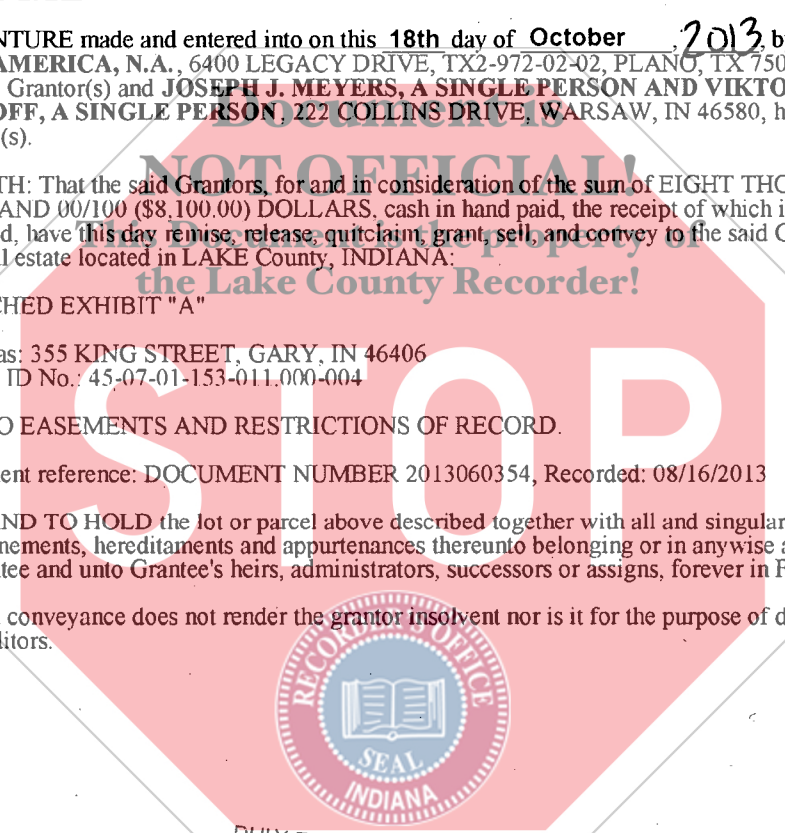 NTURE made and entered into on this 18th day of October , 2013, b
AMERICA, N.A., 6400 LEGACY DRIVE, TX2-972-02-02, PLANO, TX 750
Grantor(s) and JOSEPH J. MEYERS, A SINGLE PERSON AND VIKTO
OFF, A SINGLE PERSON, 222 COLLINS DRIVE, WARSAW, IN 46580, h
(s).
Document is
NOT OFFICIAL!
TH: That the said Grantors, for and in consideration of the sum of EIGHT THO
AND 00/100 ($8,100.00) DOLLARS, cash in hand paid, the receipt of which i
d, have this day remise, release, quitclaim, grant, sell, and convey to the said G
This Document is the property of
l estate located in LAKE County, INDIANA:
the Lake County Recorder!
CHED EXHIBIT "A"
as: 355 KING STREET, GARY, IN 46406
ID No.: 45-07-01-153-011.000-004
STOP
O EASEMENTS AND RESTRICTIONS OF RECORD.
ent reference: DOCUMENT NUMBER 2013060354, Recorded: 08/16/2013
ND TO HOLD the lot or parcel above described together with all and singular
nements, hereditaments and appurtenances thereunto belonging or in anywise a
tee and unto Grantee's heirs, administrators, successors or assigns, forever in F
conveyance does not render the grantor insolvent nor is it for the purpose of d
litors.
RECORDER'S OFFICE
SEAL
INDIANA